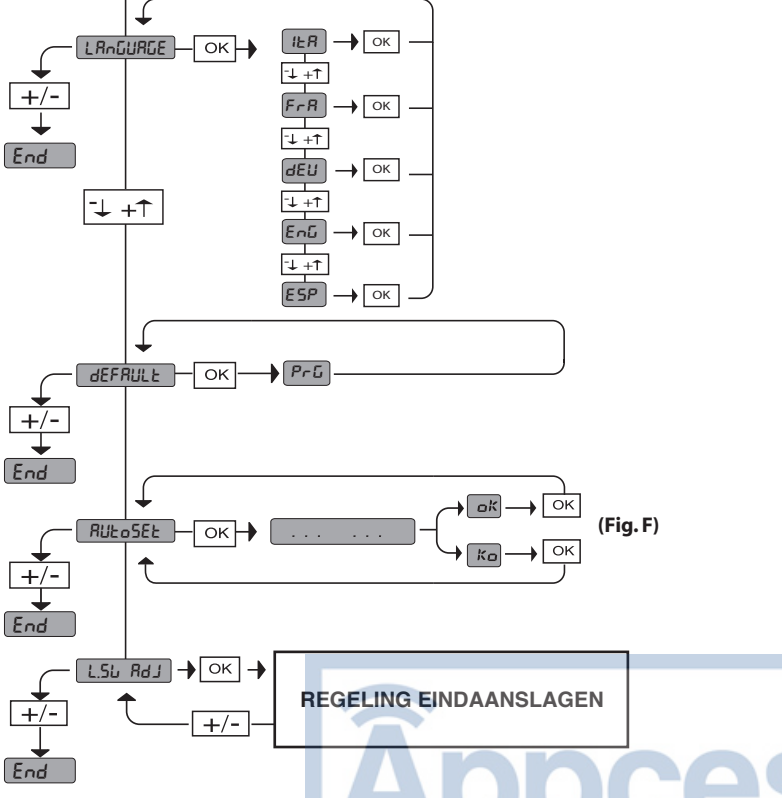 LAnGUAGE OK ItA OK
+/- -↓ +↑
FrA OK
End -↓ +↑
dEU OK
-↓ +↑ -↓ +↑
EnG OK
-↓ +↑
ESP OK
dEFAULt OK PrG
+/-
End
AUtoSEt OK ... ... oK OK
(Fig. F)
Ko OK
+/-
End
L.SW AdJ OK REGELING EINDAANSLAGEN
+/- +/-
End
Appces